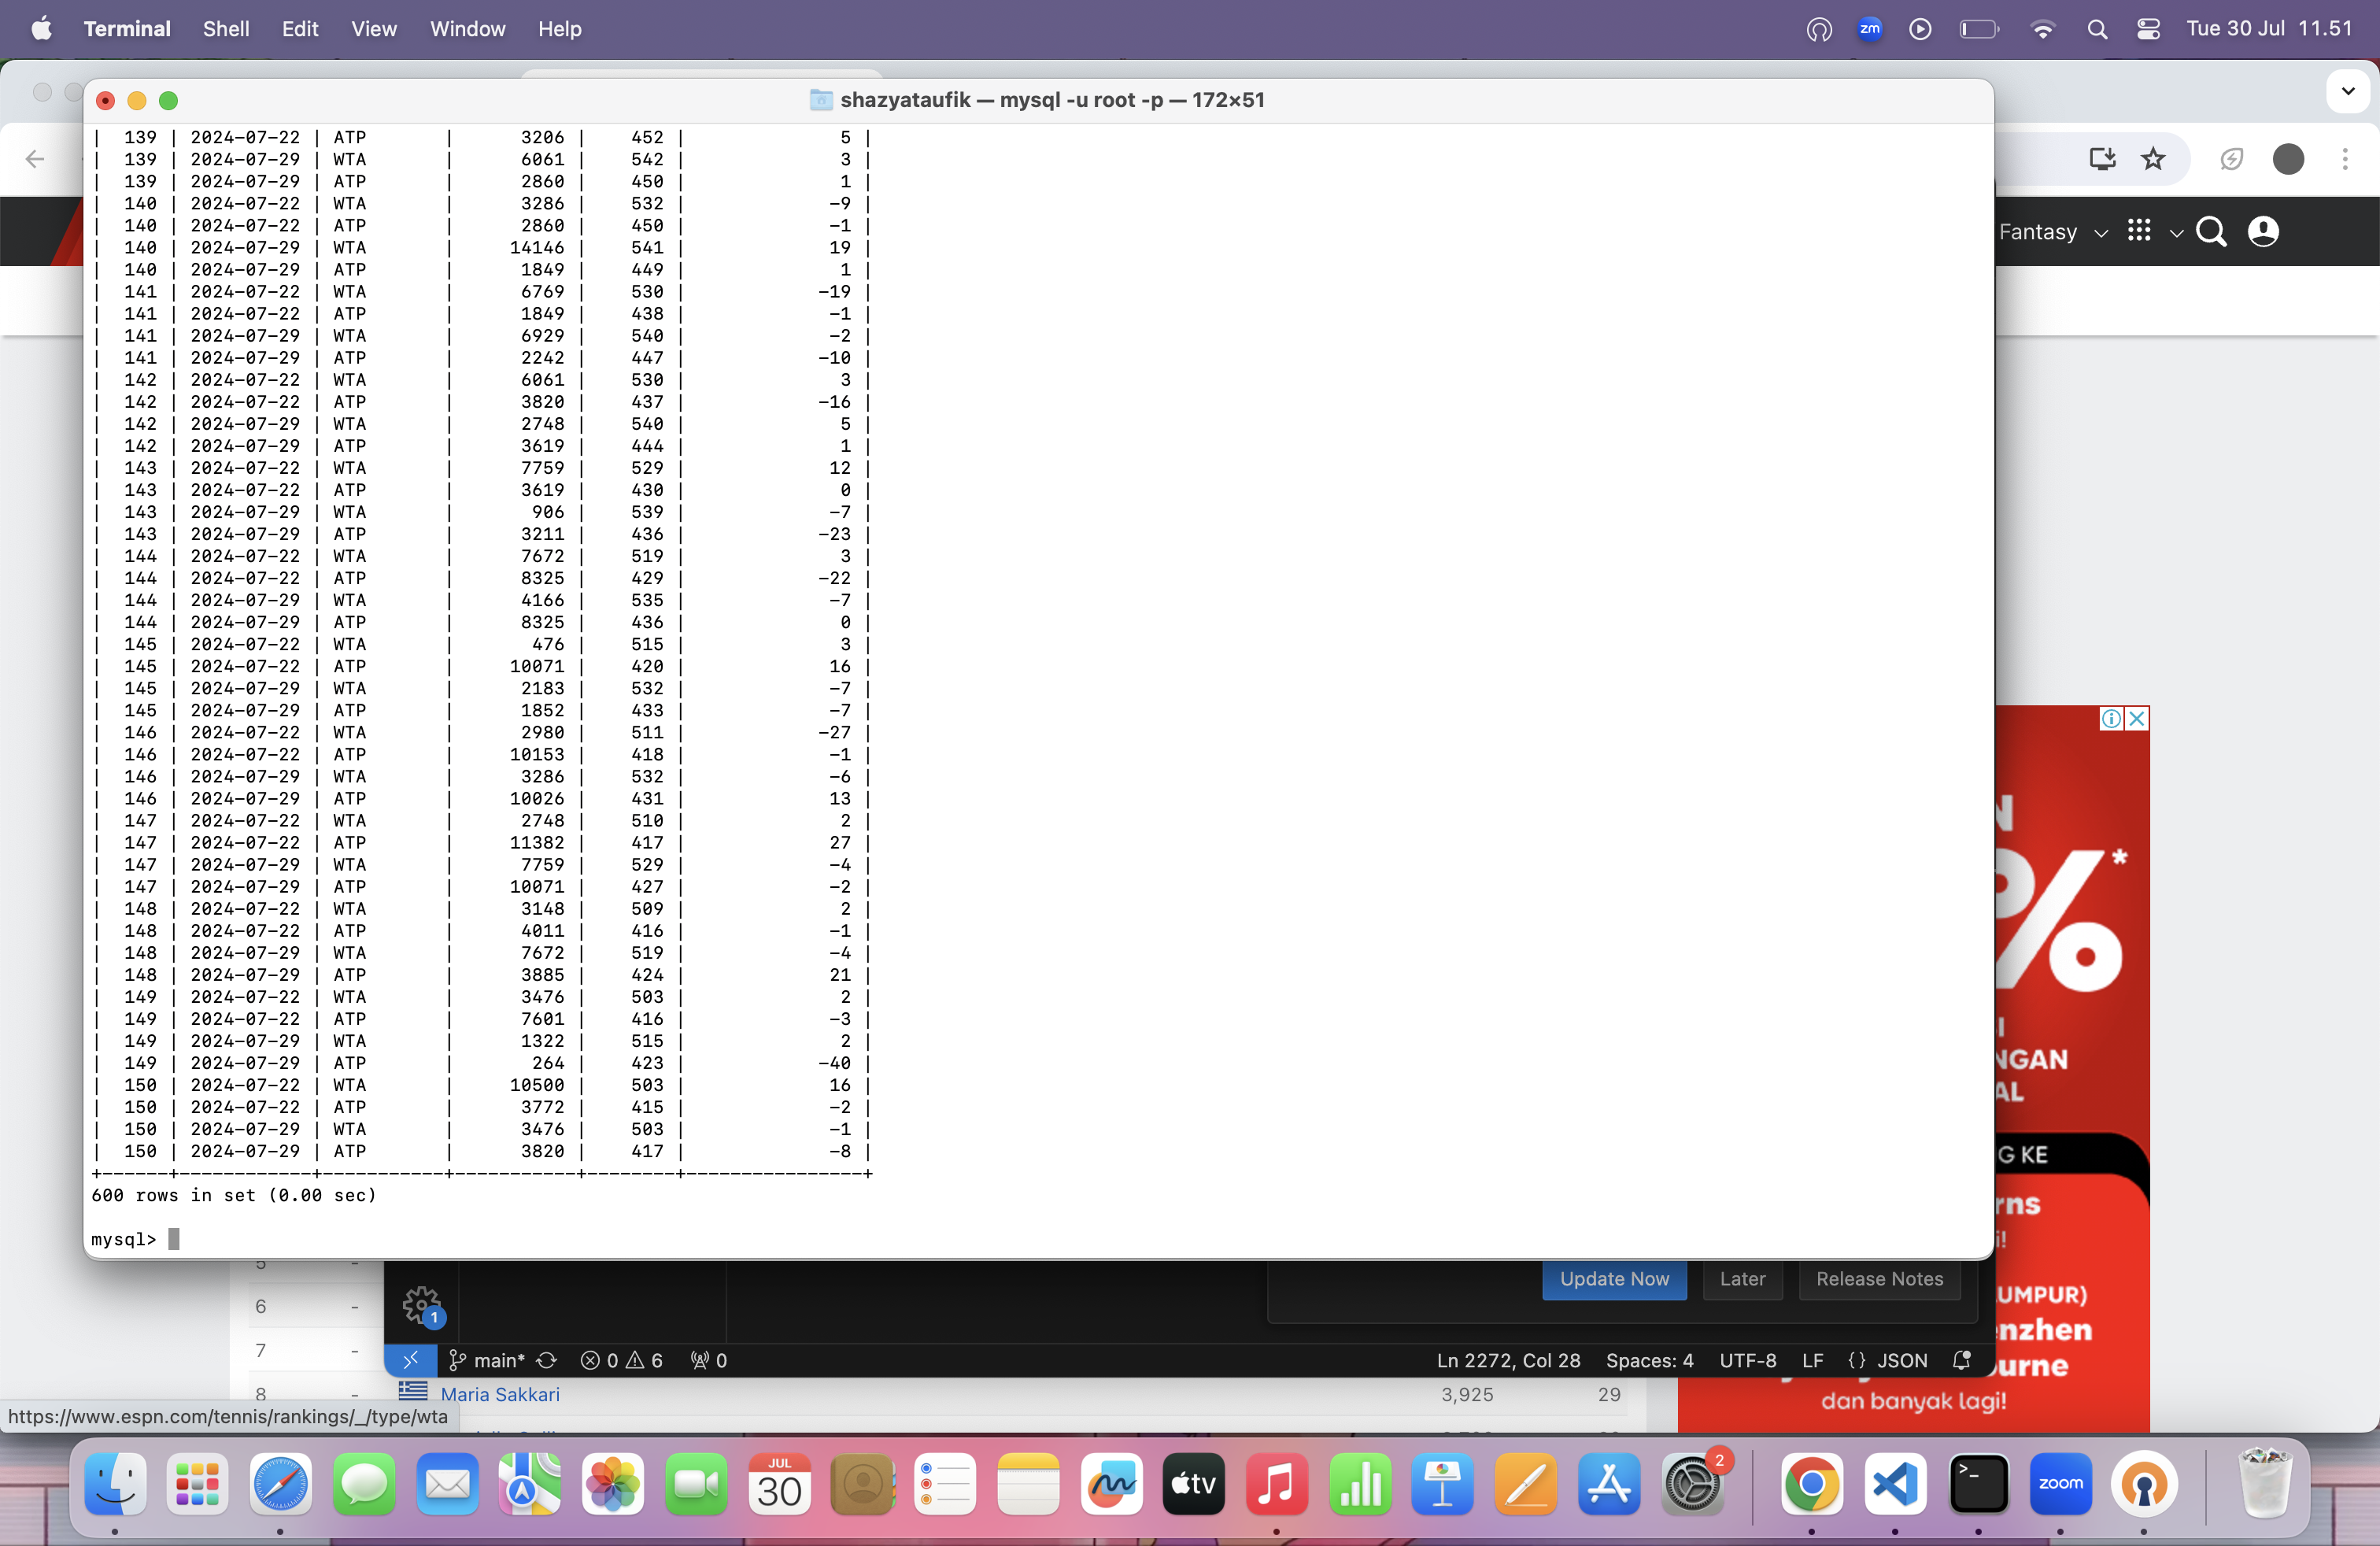 Terminal Shell Edit View Window Help zm Tue 30 Jul 11.51
shazyataufik — mysql -u root -p — 172×51
| 139 | 2024-07-22 | ATP | 3206 | 452 | 5 |
| 139 | 2024-07-29 | WTA | 6061 | 542 | 3 |
| 139 | 2024-07-29 | ATP | 2860 | 450 | 1 |
| 140 | 2024-07-22 | WTA | 3286 | 532 | -9 |
| 140 | 2024-07-22 | ATP | 2860 | 450 | -1 |
| 140 | 2024-07-29 | WTA | 14146 | 541 | 19 |
| 140 | 2024-07-29 | ATP | 1849 | 449 | 1 |
| 141 | 2024-07-22 | WTA | 6769 | 530 | -19 |
| 141 | 2024-07-22 | ATP | 1849 | 438 | -1 |
| 141 | 2024-07-29 | WTA | 6929 | 540 | -2 |
| 141 | 2024-07-29 | ATP | 2242 | 447 | -10 |
| 142 | 2024-07-22 | WTA | 6061 | 530 | 3 |
| 142 | 2024-07-22 | ATP | 3820 | 437 | -16 |
| 142 | 2024-07-29 | WTA | 2748 | 540 | 5 |
| 142 | 2024-07-29 | ATP | 3619 | 444 | 1 |
| 143 | 2024-07-22 | WTA | 7759 | 529 | 12 |
| 143 | 2024-07-22 | ATP | 3619 | 430 | 0 |
| 143 | 2024-07-29 | WTA | 906 | 539 | -7 |
| 143 | 2024-07-29 | ATP | 3211 | 436 | -23 |
| 144 | 2024-07-22 | WTA | 7672 | 519 | 3 |
| 144 | 2024-07-22 | ATP | 8325 | 429 | -22 |
| 144 | 2024-07-29 | WTA | 4166 | 535 | -7 |
| 144 | 2024-07-29 | ATP | 8325 | 436 | 0 |
| 145 | 2024-07-22 | WTA | 476 | 515 | 3 |
| 145 | 2024-07-22 | ATP | 10071 | 420 | 16 |
| 145 | 2024-07-29 | WTA | 2183 | 532 | -7 |
| 145 | 2024-07-29 | ATP | 1852 | 433 | -7 |
| 146 | 2024-07-22 | WTA | 2980 | 511 | -27 |
| 146 | 2024-07-22 | ATP | 10153 | 418 | -1 |
| 146 | 2024-07-29 | WTA | 3286 | 532 | -6 |
| 146 | 2024-07-29 | ATP | 10026 | 431 | 13 |
| 147 | 2024-07-22 | WTA | 2748 | 510 | 2 |
| 147 | 2024-07-22 | ATP | 11382 | 417 | 27 |
| 147 | 2024-07-29 | WTA | 7759 | 529 | -4 |
| 147 | 2024-07-29 | ATP | 10071 | 427 | -2 |
| 148 | 2024-07-22 | WTA | 3148 | 509 | 2 |
| 148 | 2024-07-22 | ATP | 4011 | 416 | -1 |
| 148 | 2024-07-29 | WTA | 7672 | 519 | -4 |
| 148 | 2024-07-29 | ATP | 3885 | 424 | 21 |
| 149 | 2024-07-22 | WTA | 3476 | 503 | 2 |
| 149 | 2024-07-22 | ATP | 7601 | 416 | -3 |
| 149 | 2024-07-29 | WTA | 1322 | 515 | 2 |
| 149 | 2024-07-29 | ATP | 264 | 423 | -40 |
| 150 | 2024-07-22 | WTA | 10500 | 503 | 16 |
| 150 | 2024-07-22 | ATP | 3772 | 415 | -2 |
| 150 | 2024-07-29 | WTA | 3476 | 503 | -1 |
| 150 | 2024-07-29 | ATP | 3820 | 417 | -8 |
600 rows in set (0.00 sec)
mysql>
Fantasy
N
%*
I
NGAN
AL
G KE
rns
i!
LUMPUR)
enzhen
urne
dan banyak lagi!
5 -
6 -
7 -
8 - Maria Sakkari 3,925 29
1
Update Now Later Release Notes
main* 0 6 0 Ln 2272, Col 28 Spaces: 4 UTF-8 LF {} JSON
https://www.espn.com/tennis/rankings/_/type/wta
JUL
30
tv
2
>_
zoom